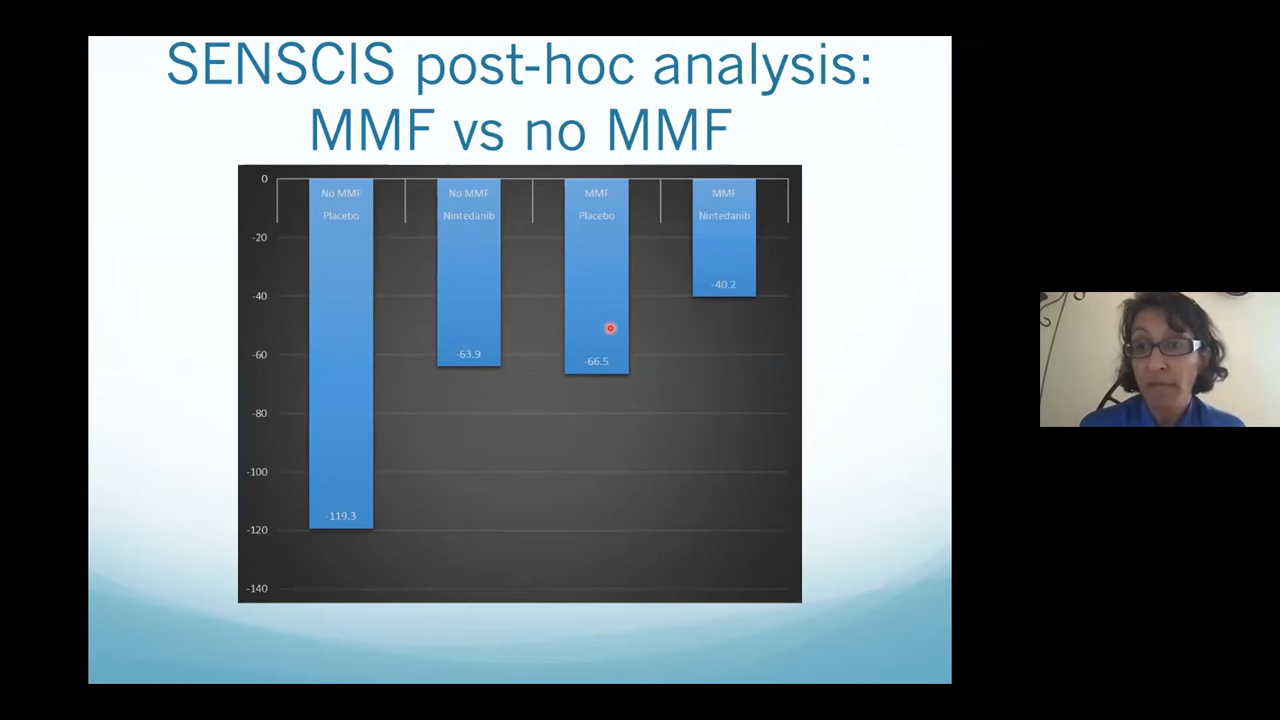 SENSCIS post-hoc analysis:
MMF vs no MMF
0
-20
-40
-60
-80
-100
-120
-140
No MMF
Placebo
-119.3
No MMF
Nintedanib
-63.9
MMF
Placebo
-66.5
MMF
Nintedanib
-40.2